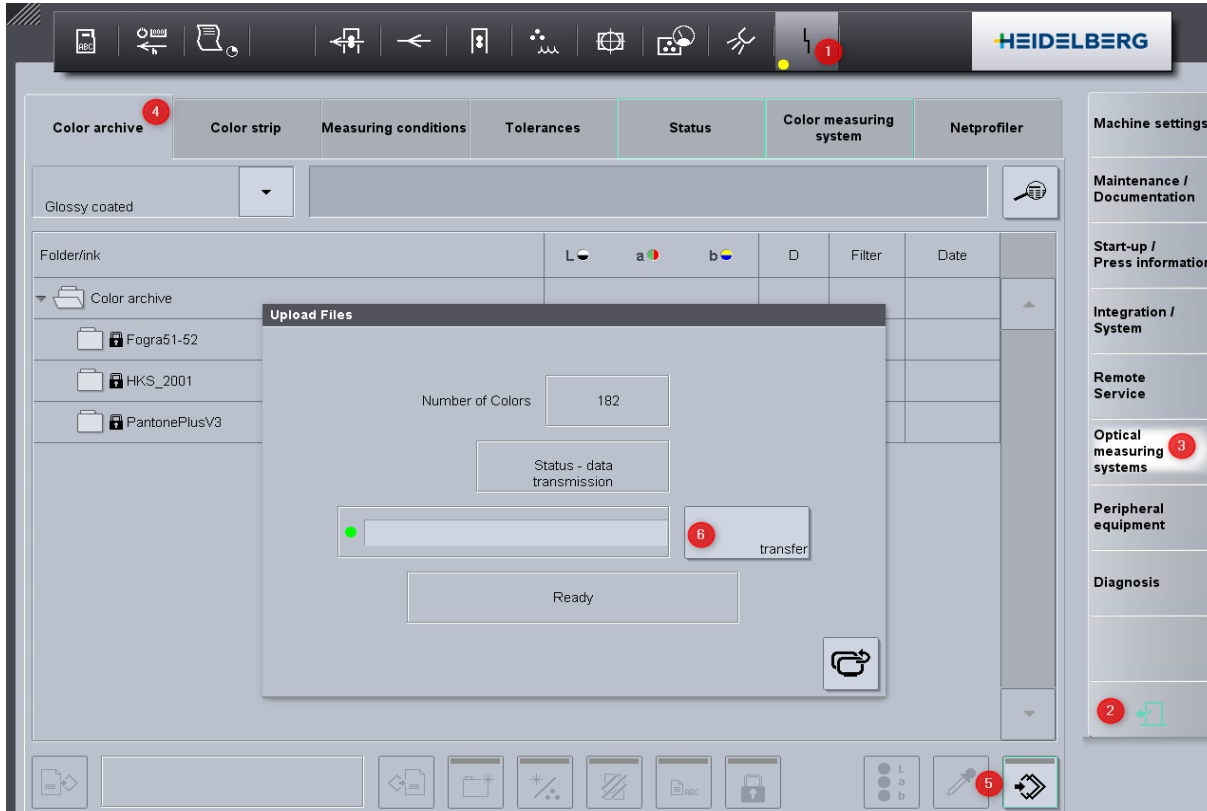 ABC
h
1
HEIDELBERG
Color archive
4
Color strip
Measuring conditions
Tolerances
Status
Color measuring
system
Netprofiler
Machine settings
Glossy coated
Maintenance /
Documentation
Folder/ink
L
a
b
D
Filter
Date
Start-up /
Press information
Color archive
Upload Files
Integration /
System
Fogra51-52
HKS_2001
Number of Colors
182
Remote
Service
PantonePlusV3
Status - data
transmission
Optical
measuring
systems
3
6
transfer
Peripheral
equipment
Ready
Diagnosis
2
ABC
L
a
b
5